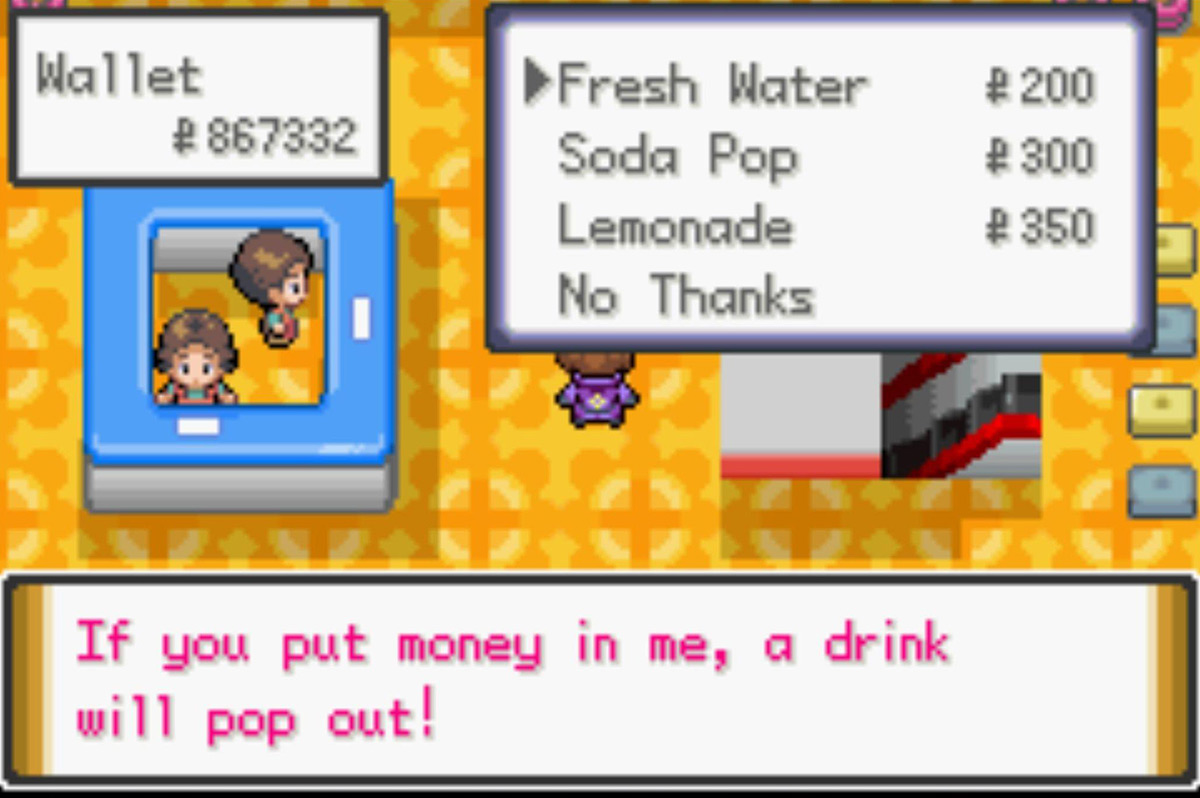 Wallet
₽867332
Fresh Water ₽200
Soda Pop ₽300
Lemonade ₽350
No Thanks
If you put money in me, a drink
will pop out!